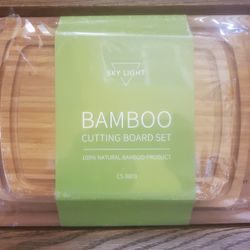 SKY LIGHT
BAMBOO
CUTTING BOARD SET
100% NATURAL BAMBOO PRODUCT